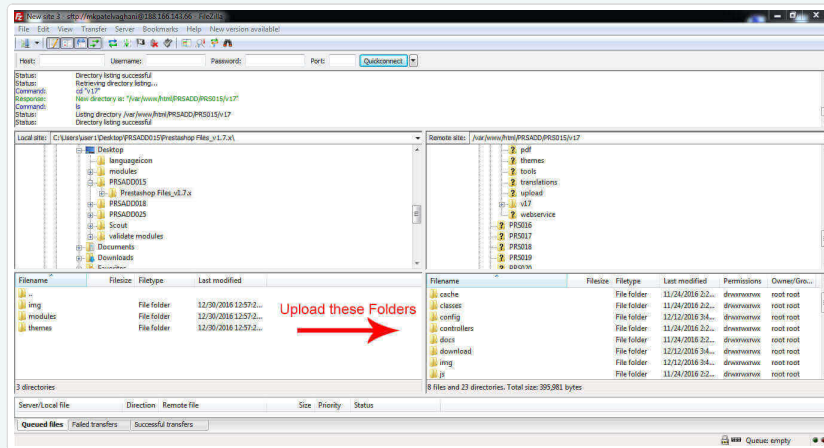 New site 3 - sftp://mkpatelvaghani@188.166.143.66 - FileZilla
File Edit View Transfer Server Bookmarks Help New version available!
Host: Username: Password: Port: Quickconnect
Status: Directory listing successful
Status: Retrieving directory listing...
Command: cd "v17"
Response: New directory is: "/var/www/html/PRSADD/PRS015/v17"
Command: ls
Status: Listing directory /var/www/html/PRSADD/PRS015/v17
Status: Directory listing successful
Local site: C:\Users\user1\Desktop\PRSADD015\Prestashop Files_v1.7.x\
Desktop
languageicon
modules
PRSADD015
Prestashop Files_v1.7.x
PRSADD018
PRSADD025
Scout
validate modules
Documents
Downloads
Favorites
Remote site: /var/www/html/PRSADD/PRS015/v17
pdf
themes
tools
translations
upload
v17
webservice
PRS016
PRS017
PRS018
PRS019
PRS020
Filename Filesize Filetype Last modified
..
img File folder 12/30/2016 12:57:2...
modules File folder 12/30/2016 12:57:2...
themes File folder 12/30/2016 12:57:2...
3 directories
Upload these Folders
Filename Filesize Filetype Last modified Permissions Owner/Gro...
cache File folder 11/24/2016 2:2... drwxrwxrwx root root
classes File folder 11/24/2016 2:2... drwxrwxrwx root root
config File folder 12/12/2016 3:4... drwxrwxrwx root root
controllers File folder 11/24/2016 2:2... drwxrwxrwx root root
docs File folder 11/24/2016 2:2... drwxrwxrwx root root
download File folder 12/12/2016 3:4... drwxrwxrwx root root
img File folder 12/12/2016 3:4... drwxrwxrwx root root
js File folder 11/24/2016 2:2... drwxrwxrwx root root
8 files and 23 directories. Total size: 395,981 bytes
Server/Local file Direction Remote file Size Priority Status
Queued files Failed transfers Successful transfers
Queue: empty